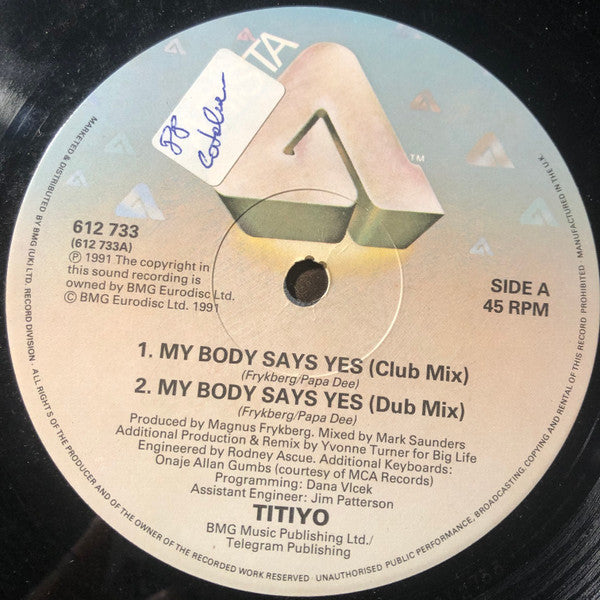 TA
TM
612 733
(612 733A)
Ⓟ 1991 The copyright in
this sound recording is
owned by BMG Eurodisc Ltd.
© BMG Eurodisc Ltd. 1991
SIDE A
45 RPM
1. MY BODY SAYS YES (Club Mix)
(Frykberg/Papa Dee)
2. MY BODY SAYS YES (Dub Mix)
(Frykberg/Papa Dee)
Produced by Magnus Frykberg. Mixed by Mark Saunders
Additional Production & Remix by Yvonne Turner for Big Life
Engineered by Rodney Ascue. Additional Keyboards:
Onaje Allan Gumbs (courtesy of MCA Records)
Programming: Dana Vlcek
Assistant Engineer: Jim Patterson
TITIYO
BMG Music Publishing Ltd./
Telegram Publishing
MARKETED & DISTRIBUTED BY BMG (UK) LTD. RECORD DIVISION · ALL RIGHTS OF THE PRODUCER AND OF THE OWNER OF THE RECORDED WORK RESERVED · UNAUTHORISED PUBLIC PERFORMANCE, BROADCASTING, COPYING AND RENTAL OF THIS RECORD PROHIBITED · MANUFACTURED IN THE U.K.